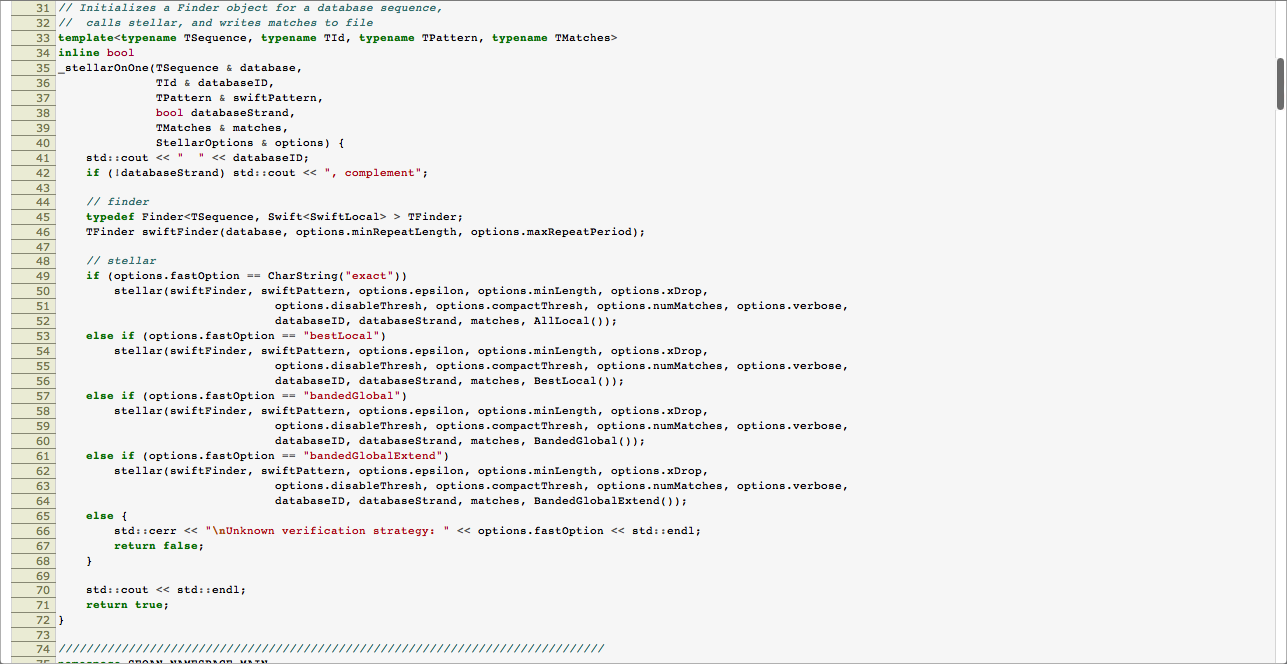 31 // Initializes a Finder object for a database sequence,
32 //  calls stellar, and writes matches to file
33 template<typename TSequence, typename TId, typename TPattern, typename TMatches>
34 inline bool
35 _stellarOnOne(TSequence & database,
36               TId & databaseID,
37               TPattern & swiftPattern,
38               bool databaseStrand,
39               TMatches & matches,
40               StellarOptions & options) {
41     std::cout << "  " << databaseID;
42     if (!databaseStrand) std::cout << ", complement";
43
44     // finder
45     typedef Finder<TSequence, Swift<SwiftLocal> > TFinder;
46     TFinder swiftFinder(database, options.minRepeatLength, options.maxRepeatPeriod);
47
48     // stellar
49     if (options.fastOption == CharString("exact"))
50         stellar(swiftFinder, swiftPattern, options.epsilon, options.minLength, options.xDrop,
51                                options.disableThresh, options.compactThresh, options.numMatches, options.verbose,
52                                databaseID, databaseStrand, matches, AllLocal());
53     else if (options.fastOption == "bestLocal")
54         stellar(swiftFinder, swiftPattern, options.epsilon, options.minLength, options.xDrop,
55                                options.disableThresh, options.compactThresh, options.numMatches, options.verbose,
56                                databaseID, databaseStrand, matches, BestLocal());
57     else if (options.fastOption == "bandedGlobal")
58         stellar(swiftFinder, swiftPattern, options.epsilon, options.minLength, options.xDrop,
59                                options.disableThresh, options.compactThresh, options.numMatches, options.verbose,
60                                databaseID, databaseStrand, matches, BandedGlobal());
61     else if (options.fastOption == "bandedGlobalExtend")
62         stellar(swiftFinder, swiftPattern, options.epsilon, options.minLength, options.xDrop,
63                                options.disableThresh, options.compactThresh, options.numMatches, options.verbose,
64                                databaseID, databaseStrand, matches, BandedGlobalExtend());
65     else {
66         std::cerr << "\nUnknown verification strategy: " << options.fastOption << std::endl;
67         return false;
68     }
69
70     std::cout << std::endl;
71     return true;
72 }
73
74 //////////////////////////////////////////////////////////////////////////////
75 namespace SEQAN_NAMESPACE_MAIN